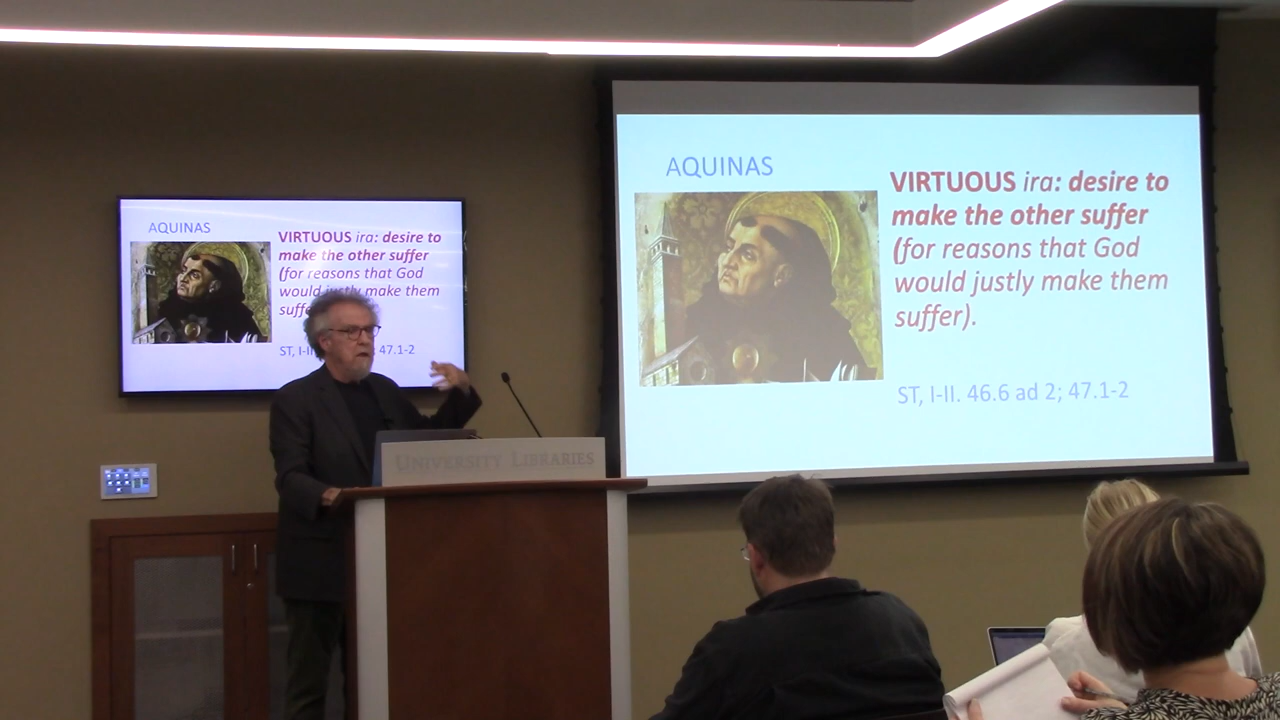 AQUINAS
VIRTUOUS ira: desire to
make the other suffer
(for reasons that God
would justly make them
suffer).
ST, I-II. 46.6 ad 2; 47.1-2
AQUINAS
VIRTUOUS ira: desire to
make the other suffer
(for reasons that God
would justly make them
ST, 47.1-2
UNIVERSITY LIBRARIES